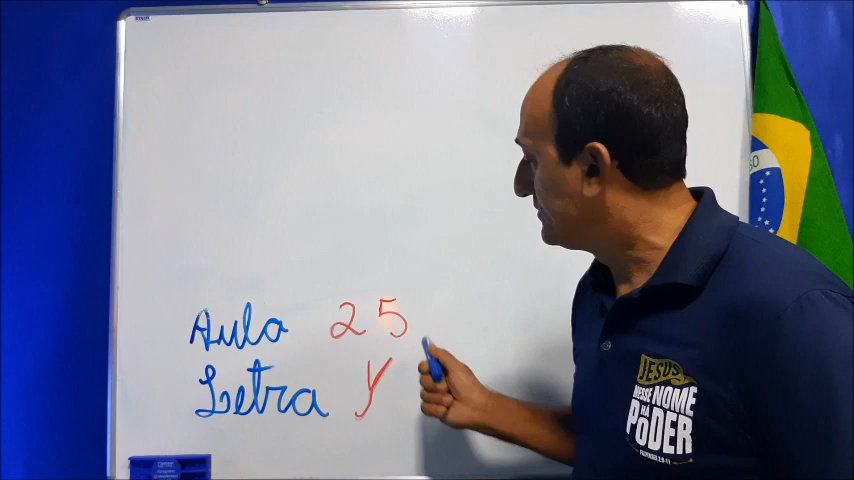 Aula 25
Letra y
JESUS
NESSE NOME
HÁ
PODER